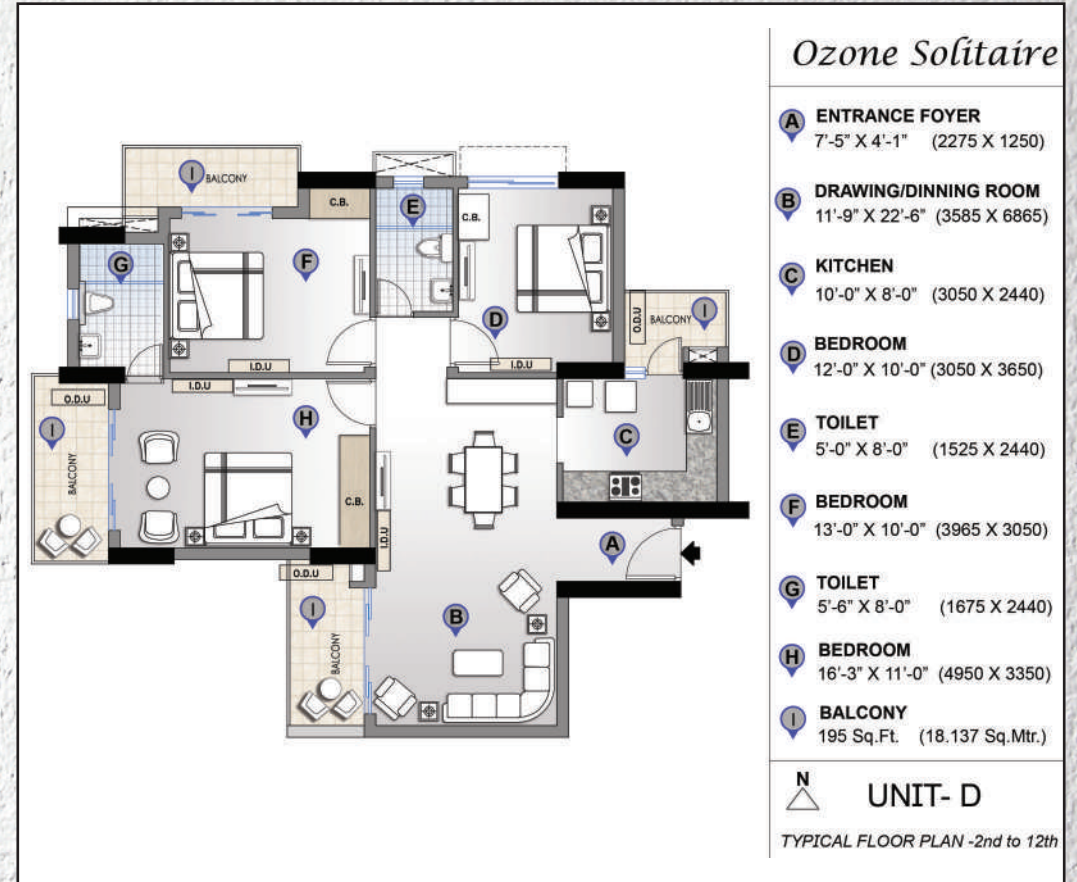 Ozone Solitaire
A ENTRANCE FOYER
7'-5" X 4'-1" (2275 X 1250)
B DRAWING/DINNING ROOM
11'-9" X 22'-6" (3585 X 6865)
C KITCHEN
10'-0" X 8'-0" (3050 X 2440)
D BEDROOM
12'-0" X 10'-0" (3050 X 3650)
E TOILET
5'-0" X 8'-0" (1525 X 2440)
F BEDROOM
13'-0" X 10'-0" (3965 X 3050)
G TOILET
5'-6" X 8'-0" (1675 X 2440)
H BEDROOM
16'-3" X 11'-0" (4950 X 3350)
I BALCONY
195 Sq.Ft. (18.137 Sq.Mtr.)
N
UNIT- D
TYPICAL FLOOR PLAN -2nd to 12th
I BALCONY
C.B.
E
C.B.
G
F
D
I.D.U
I.D.U
O.D.U
BALCONY I
I.D.U
O.D.U
I
BALCONY
H
C.B.
C
I.D.U
A
O.D.U
I
BALCONY
B